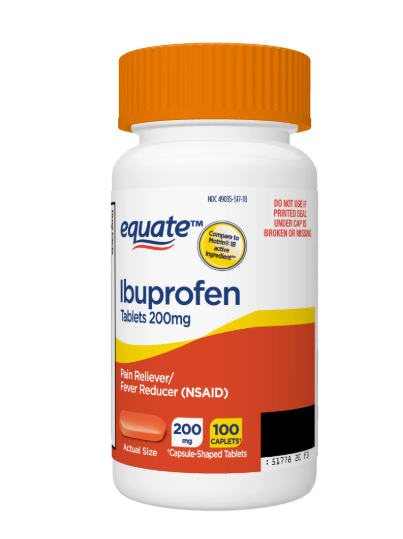 NDC 49035-517-78
DO NOT USE IF
PRINTED SEAL
UNDER CAP IS
BROKEN OR MISSING
equate™
Compare to
Motrin® IB
active
ingredient**
Ibuprofen
Tablets 200mg
Pain Reliever/
Fever Reducer (NSAID)
200
mg
100
CAPLETS†
Actual Size
†Capsule-Shaped Tablets